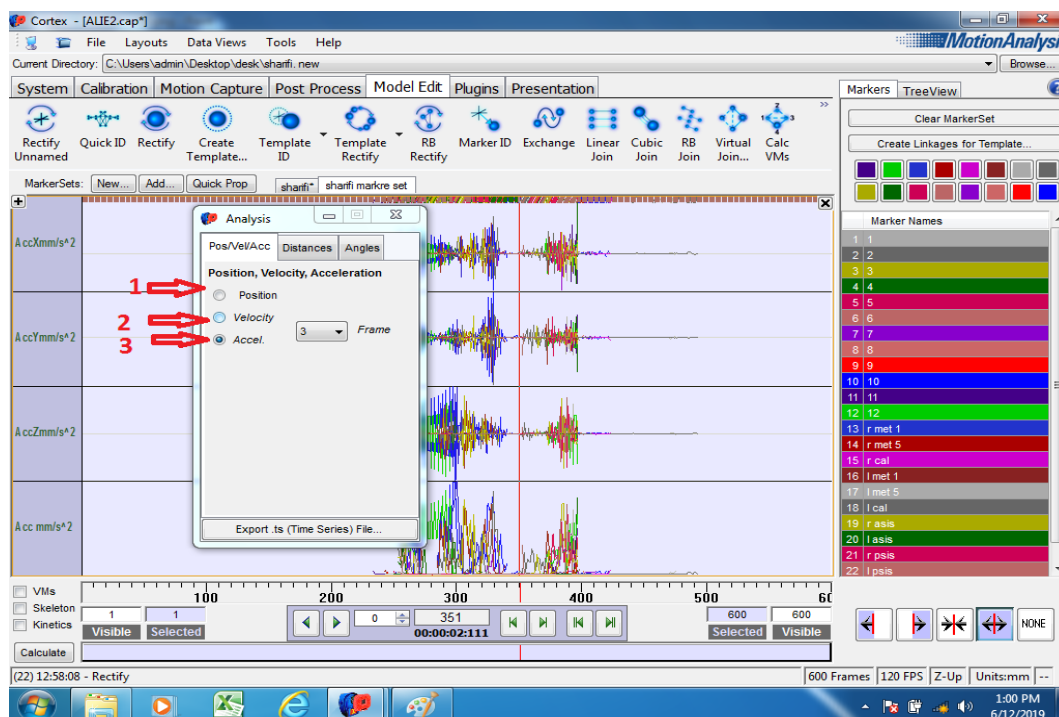 Cortex - [ALIE2.cap*]
File Layouts Data Views Tools Help
MotionAnalysi
Current Directory: C:\Users\admin\Desktop\desk\sharifi. new
Browse...
System Calibration Motion Capture Post Process Model Edit Plugins Presentation
Rectify Unnamed
Quick ID
Rectify
Create Template...
Template ID
Template Rectify
RB Rectify
Marker ID
Exchange
Linear Join
Cubic Join
RB Join
Virtual Join...
Calc VMs
MarkerSets: New... Add... Quick Prop sharifi* sharifi markre set
AccXmm/s^2
AccYmm/s^2
AccZmm/s^2
Acc mm/s^2
Analysis
Pos/Vel/Acc Distances Angles
Position, Velocity, Acceleration
1 Position
2 Velocity
3 Accel.
3 Frame
Export .ts (Time Series) File...
Markers TreeView
Clear MarkerSet
Create Linkages for Template...
Marker Names
1 1
2 2
3 3
4 4
5 5
6 6
7 7
8 8
9 9
10 10
11 11
12 12
13 r met 1
14 r met 5
15 r cal
16 l met 1
17 l met 5
18 l cal
19 r asis
20 l asis
21 r psis
22 l psis
VMs
Skeleton
Kinetics
Calculate
100 200 300 400 500 60
1 1
Visible Selected
0 351
00:00:02:111
600 600
Selected Visible
NONE
(22) 12:58:08 - Rectify
600 Frames 120 FPS Z-Up Units:mm --
1:00 PM
6/12/2019